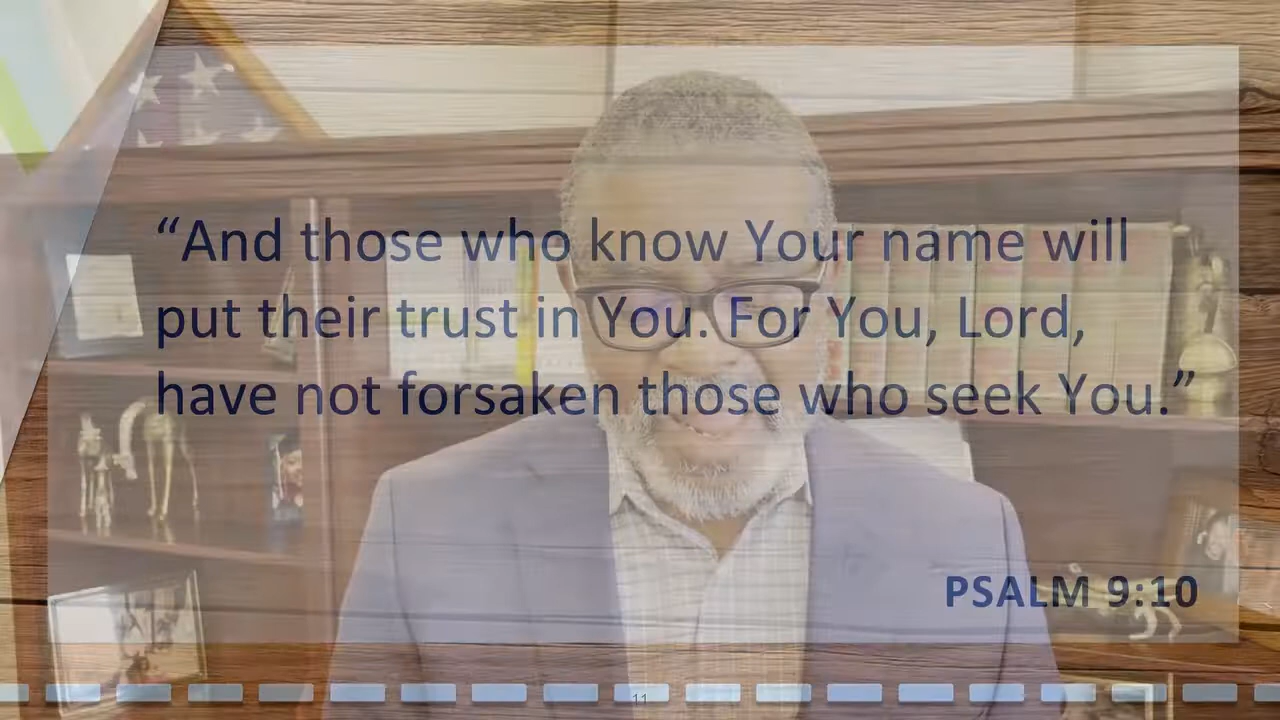 “And those who know Your name will
put their trust in You. For You, Lord,
have not forsaken those who seek You.”
PSALM 9:10
11